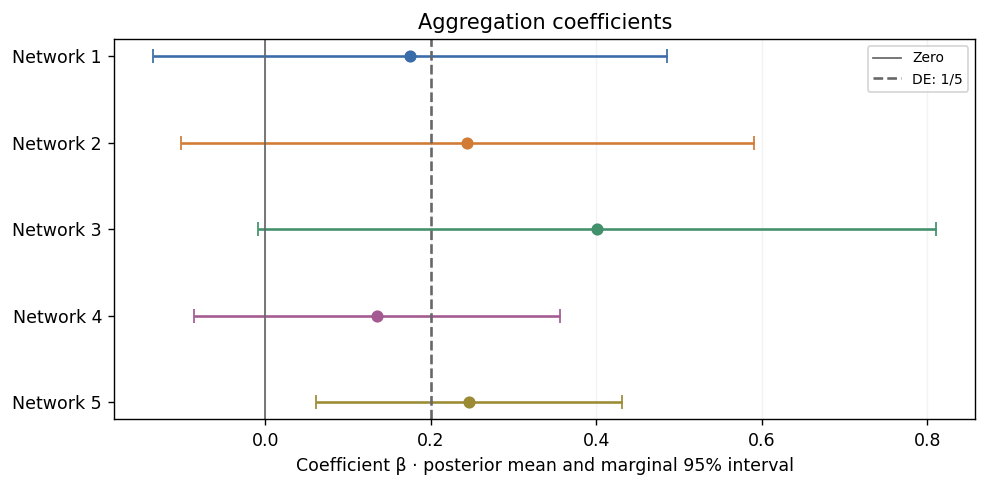 Aggregation coefficients
Network 1
Network 2
Network 3
Network 4
Network 5
Zero
DE: 1/5
0.0 0.2 0.4 0.6 0.8
Coefficient β · posterior mean and marginal 95% interval